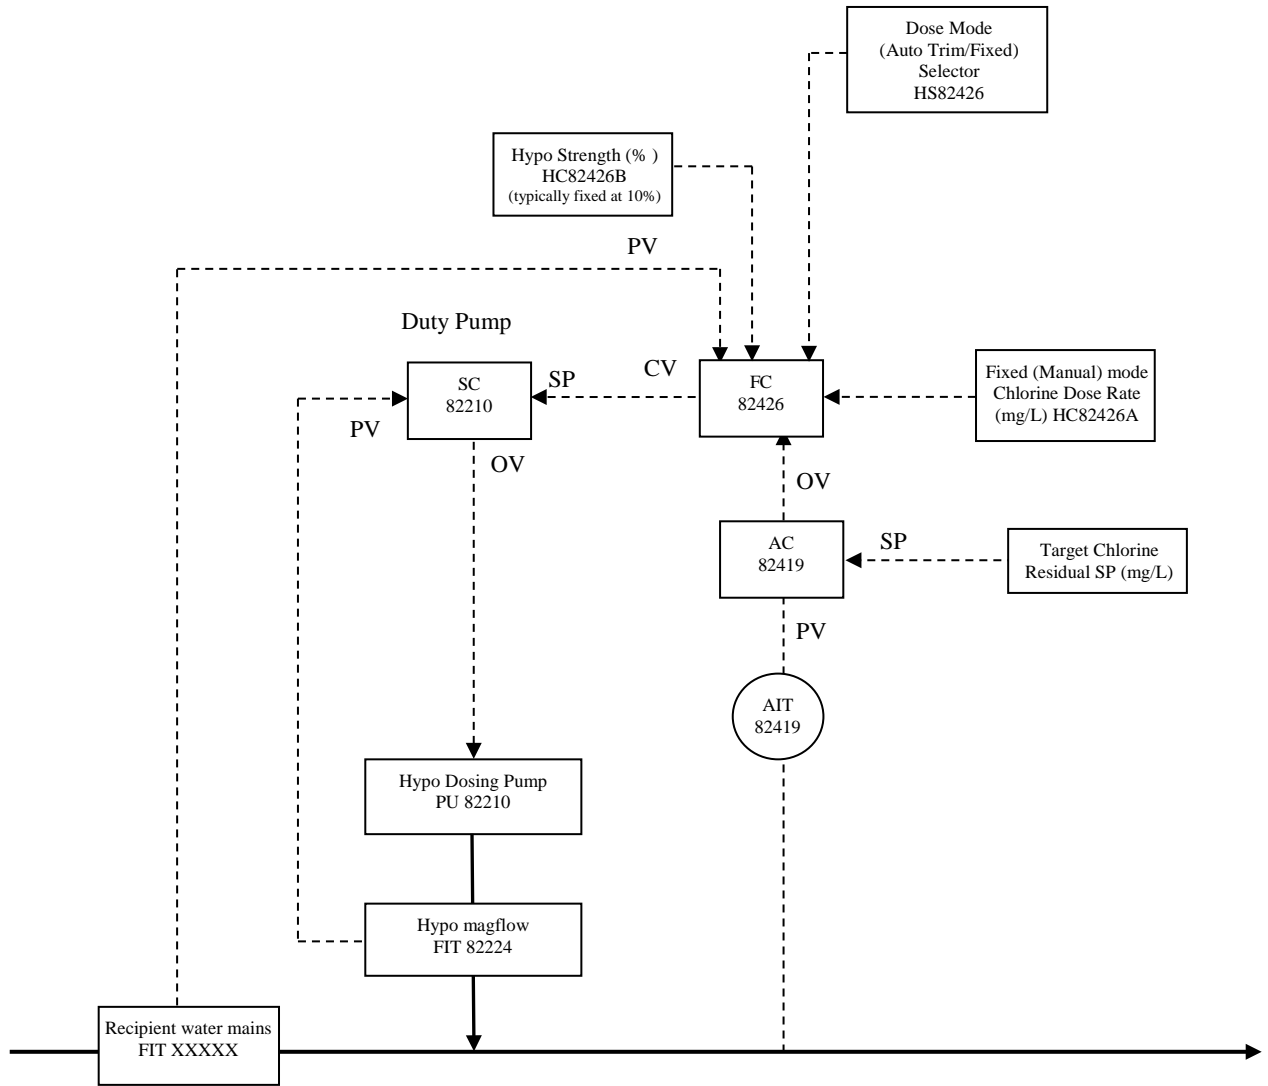 Dose Mode
(Auto Trim/Fixed)
Selector
HS82426
Hypo Strength (% )
HC82426B
(typically fixed at 10%)
PV
Duty Pump
SC
82210
PV
SP
CV
FC
82426
Fixed (Manual) mode
Chlorine Dose Rate
(mg/L) HC82426A
OV
OV
AC
82419
SP
Target Chlorine
Residual SP (mg/L)
PV
AIT
82419
Hypo Dosing Pump
PU 82210
Hypo magflow
FIT 82224
Recipient water mains
FIT XXXXX